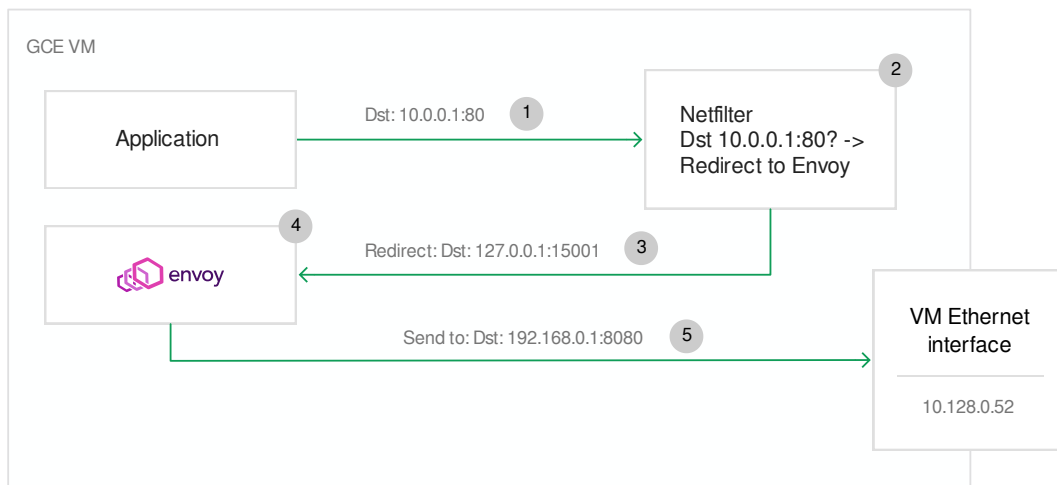 GCE VM
Application
Dst: 10.0.0.1:80
1
2
Netfilter
Dst 10.0.0.1:80? ->
Redirect to Envoy
4
envoy
Redirect: Dst: 127.0.0.1:15001
3
Send to: Dst: 192.168.0.1:8080
5
VM Ethernet
interface
10.128.0.52